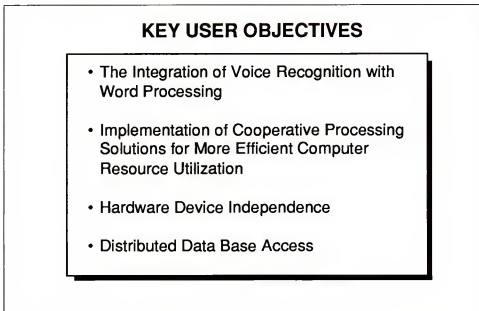 KEY USER OBJECTIVES
• The Integration of Voice Recognition with
Word Processing
• Implementation of Cooperative Processing
Solutions for More Efficient Computer
Resource Utilization
• Hardware Device Independence
• Distributed Data Base Access